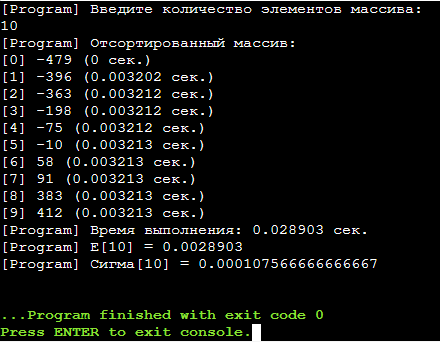 [Program] Введите количество элементов массива:
10
[Program] Отсортированный массив:
[0] -479 (0 сек.)
[1] -396 (0.003202 сек.)
[2] -363 (0.003212 сек.)
[3] -198 (0.003212 сек.)
[4] -75 (0.003212 сек.)
[5] -10 (0.003213 сек.)
[6] 58 (0.003213 сек.)
[7] 91 (0.003213 сек.)
[8] 383 (0.003213 сек.)
[9] 412 (0.003213 сек.)
[Program] Время выполнения: 0.028903 сек.
[Program] E[10] = 0.0028903
[Program] Сигма[10] = 0.000107566666666667
...Program finished with exit code 0
Press ENTER to exit console.